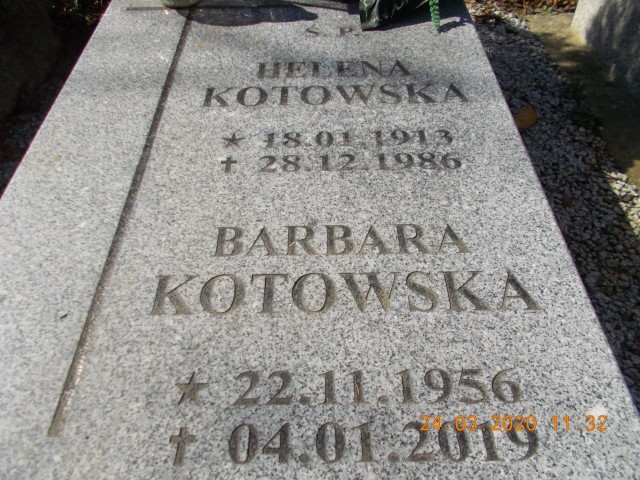 Ś. P.
HELENA
KOTOWSKA
★ 18.01.1913
✝ 28.12.1986
BARBARA
KOTOWSKA
★ 22.11.1956
✝ 04.01.2019
24 03 2020 11:32